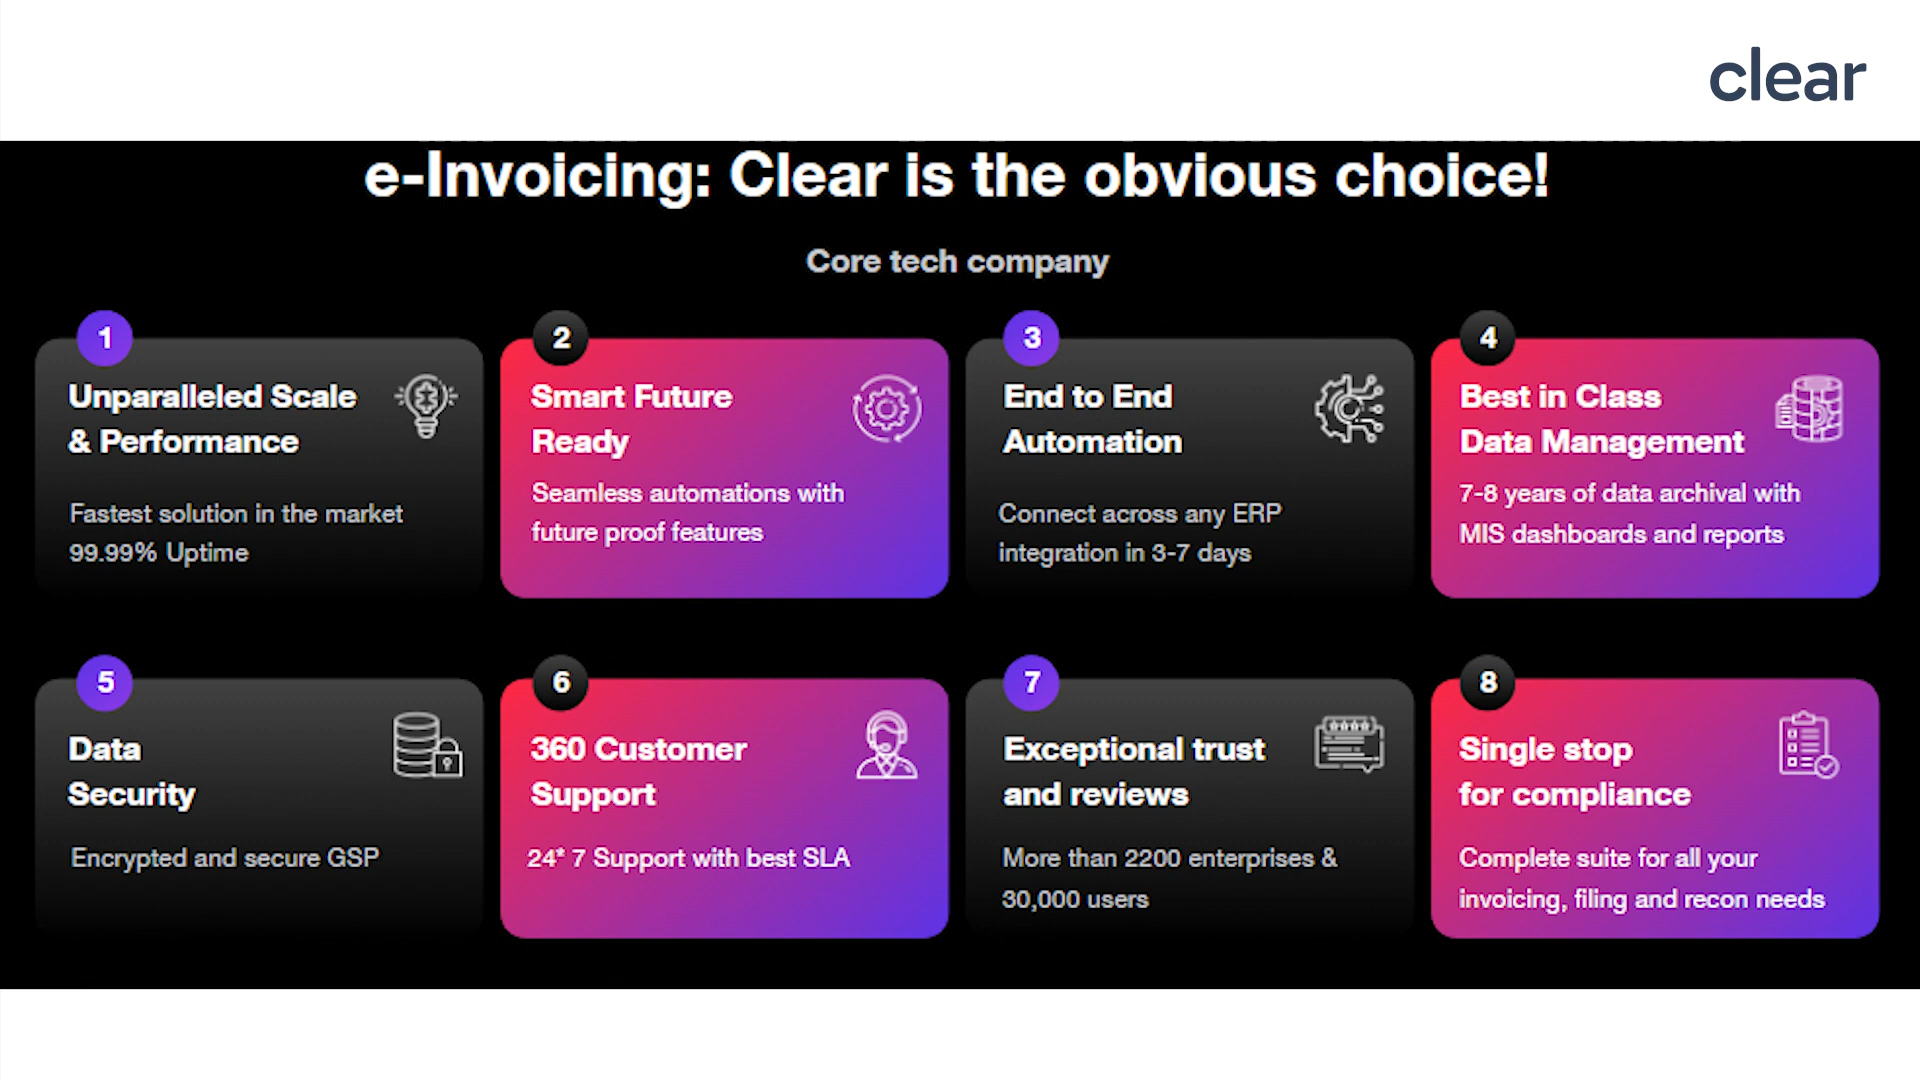 clear
e-Invoicing: Clear is the obvious choice!
Core tech company
1
Unparalleled Scale
& Performance
Fastest solution in the market
99.99% Uptime
2
Smart Future
Ready
Seamless automations with
future proof features
3
End to End
Automation
Connect across any ERP
integration in 3-7 days
4
Best in Class
Data Management
7-8 years of data archival with
MIS dashboards and reports
5
Data
Security
Encrypted and secure GSP
6
360 Customer
Support
24* 7 Support with best SLA
7
Exceptional trust
and reviews
More than 2200 enterprises &
30,000 users
8
Single stop
for compliance
Complete suite for all your
invoicing, filing and recon needs